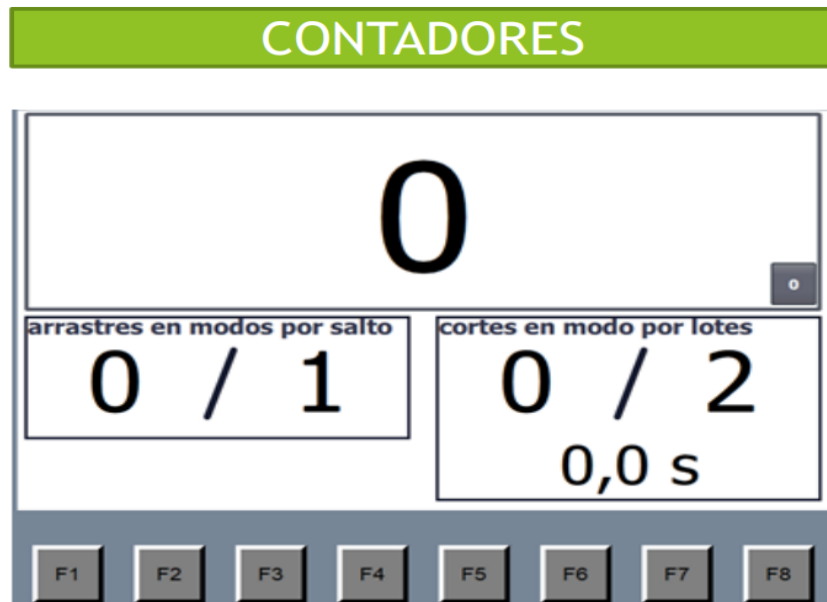 CONTADORES
0
0
arrastres en modos por salto
0 / 1
cortes en modo por lotes
0 / 2
0,0 s
F1 F2 F3 F4 F5 F6 F7 F8